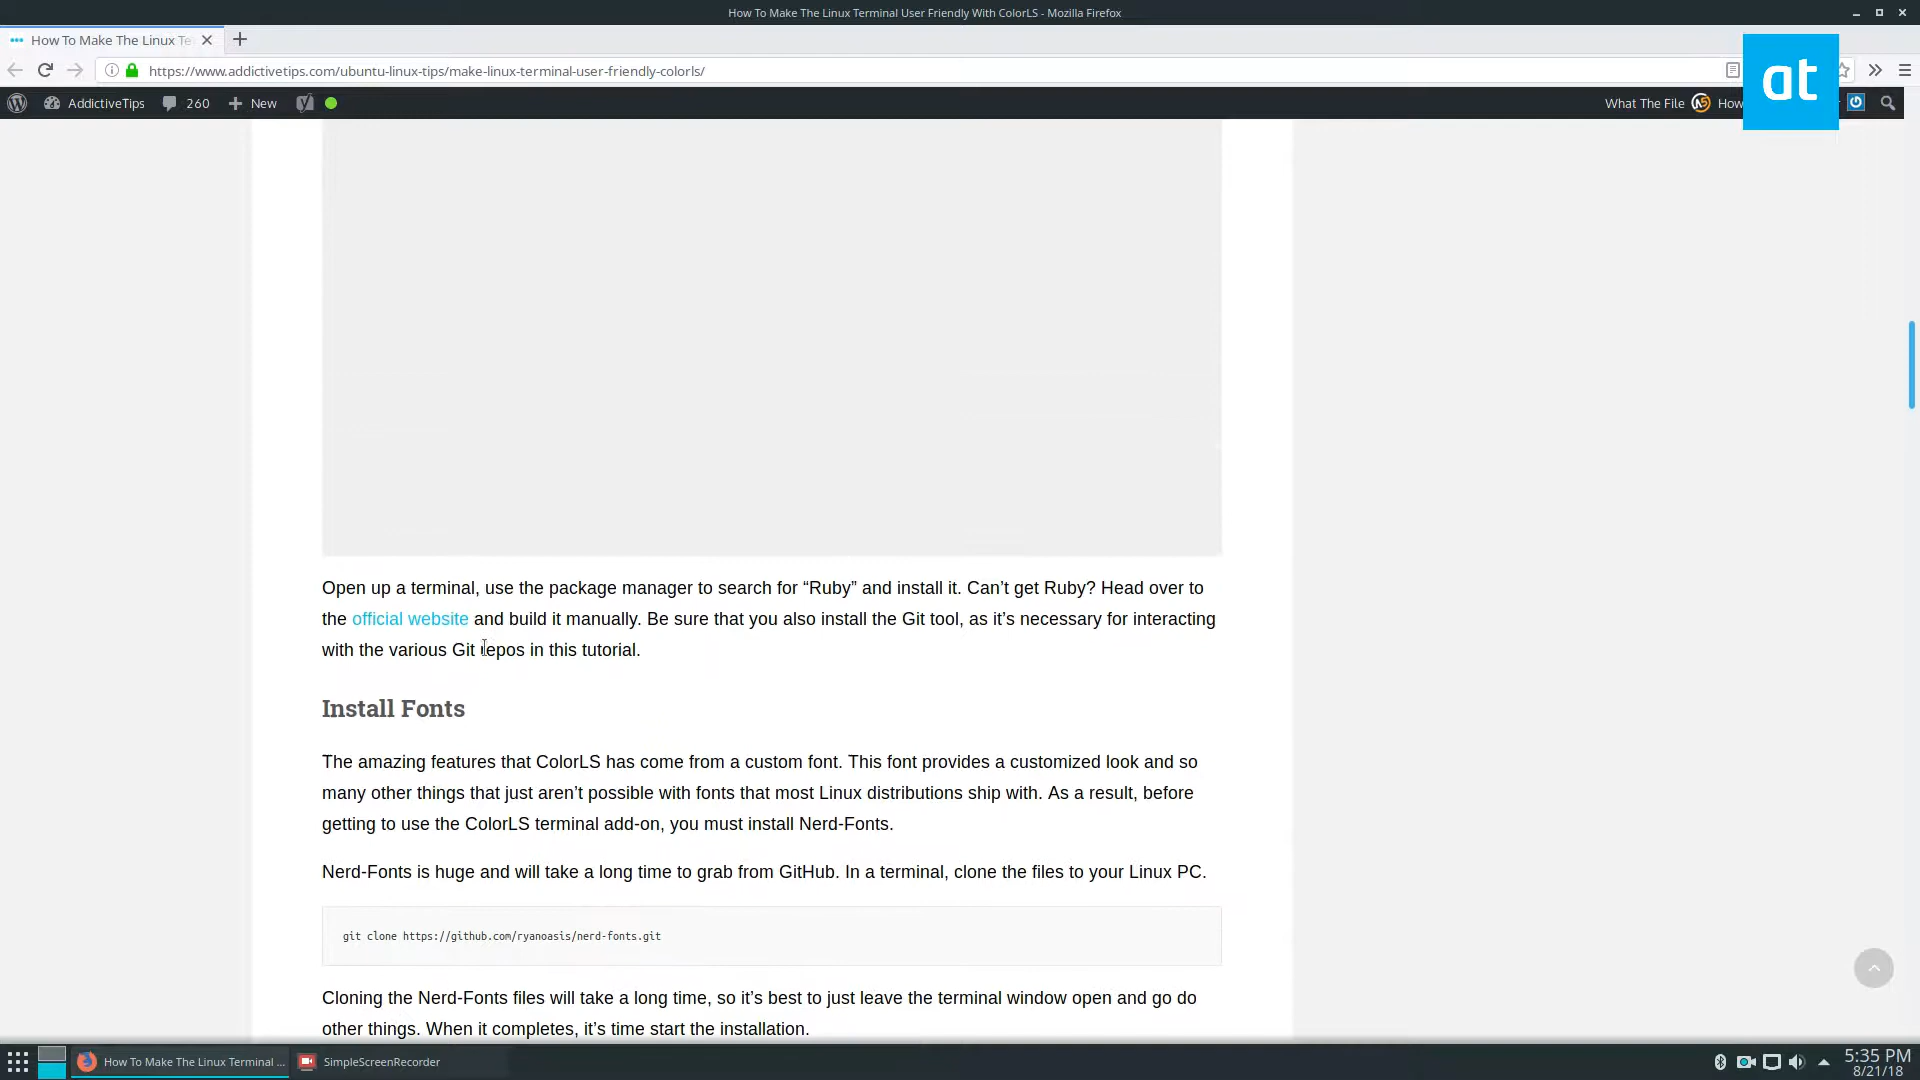 How To Make The Linux Terminal User Friendly With ColorLS - Mozilla Firefox
How To Make The Linux Te
https://www.addictivetips.com/ubuntu-linux-tips/make-linux-terminal-user-friendly-colorls/
at
AddictiveTips 260 New What The File How
Open up a terminal, use the package manager to search for “Ruby” and install it. Can’t get Ruby? Head over to
the official website and build it manually. Be sure that you also install the Git tool, as it’s necessary for interacting
with the various Git repos in this tutorial.
Install Fonts
The amazing features that ColorLS has come from a custom font. This font provides a customized look and so
many other things that just aren’t possible with fonts that most Linux distributions ship with. As a result, before
getting to use the ColorLS terminal add-on, you must install Nerd-Fonts.
Nerd-Fonts is huge and will take a long time to grab from GitHub. In a terminal, clone the files to your Linux PC.
git clone https://github.com/ryanoasis/nerd-fonts.git
Cloning the Nerd-Fonts files will take a long time, so it’s best to just leave the terminal window open and go do
other things. When it completes, it’s time start the installation.
How To Make The Linux Terminal ... SimpleScreenRecorder 5:35 PM
8/21/18